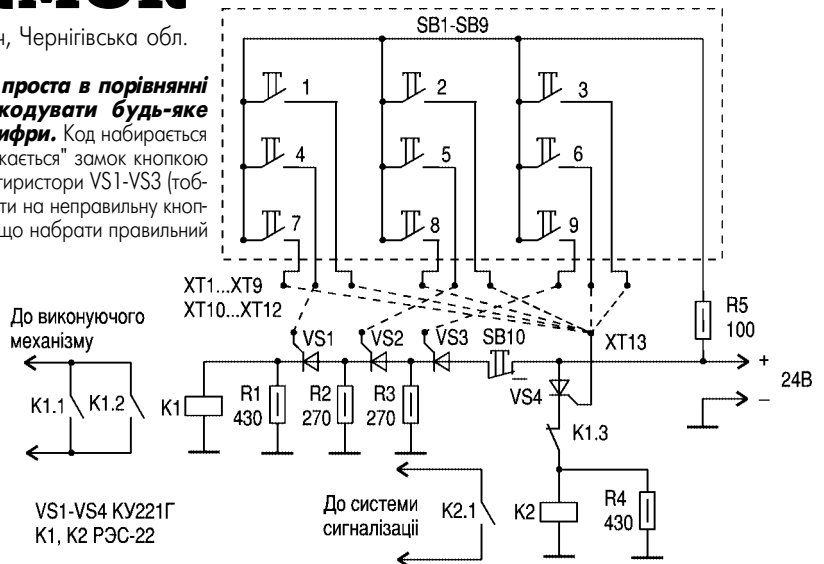 н, Чернігівська обл.
проста в порівнянні
кодувати будь-яке
ифри. Код набирається
кається" замок кнопкою
тиристори VS1-VS3 (тоб-
ти на неправильну кноп-
що набрати правильний
SB1-SB9
1
2
3
4
5
6
7
8
9
XT1...XT9
XT10...XT12
До виконуючого
механізму
VS1
VS2
VS3
SB10
XT13
R5
100
+
24В
–
K1.1
K1.2
K1
R1
430
R2
270
R3
270
VS4
K1.3
VS1-VS4 КУ221Г
K1, K2 РЭС-22
До системи
сигналізації
K2.1
K2
R4
430